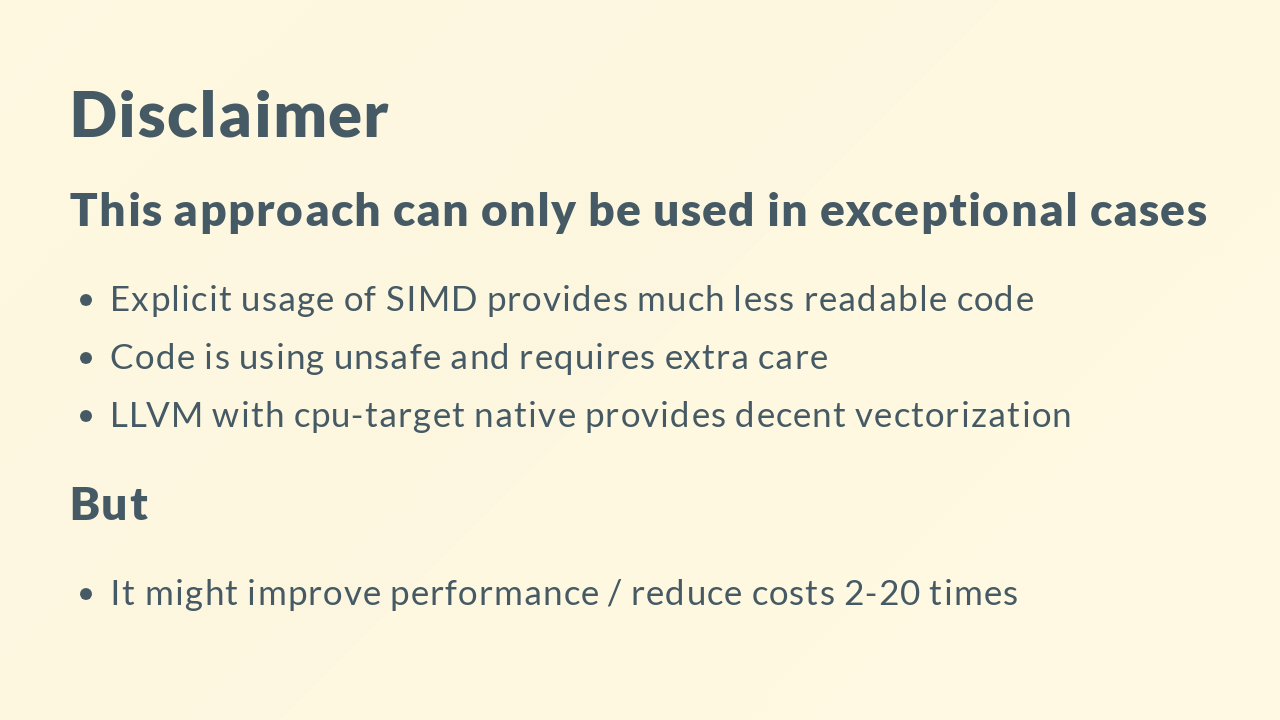 Disclaimer
This approach can only be used in exceptional cases
• Explicit usage of SIMD provides much less readable code
• Code is using unsafe and requires extra care
• LLVM with cpu-target native provides decent vectorization
But
• It might improve performance / reduce costs 2-20 times